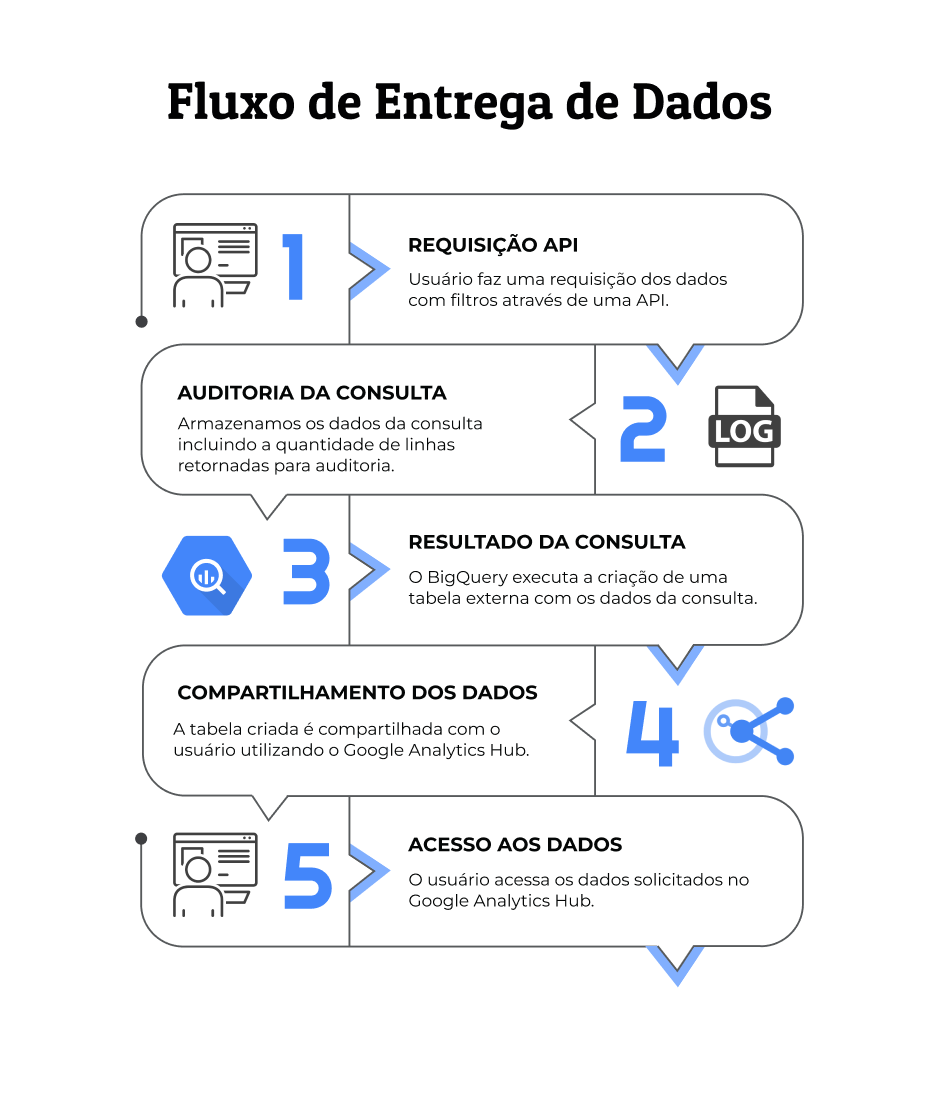 Fluxo de Entrega de Dados
1
REQUISIÇÃO API
Usuário faz uma requisição dos dados
com filtros através de uma API.
AUDITORIA DA CONSULTA
Armazenamos os dados da consulta
incluindo a quantidade de linhas
retornadas para auditoria.
2
LOG
3
RESULTADO DA CONSULTA
O BigQuery executa a criação de uma
tabela externa com os dados da consulta.
COMPARTILHAMENTO DOS DADOS
A tabela criada é compartilhada com o
usuário utilizando o Google Analytics Hub.
4
5
ACESSO AOS DADOS
O usuário acessa os dados solicitados no
Google Analytics Hub.